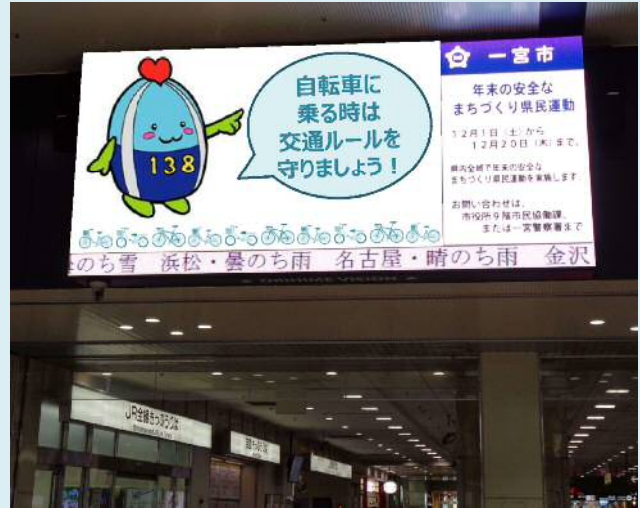 自転車に
乗る時は
交通ルールを
守りましょう！
138
一宮市
年末の安全な
まちづくり県民運動
12月1日（土）から
12月20日（木）まで、
県内全域で年末の安全な
まちづくり県民運動を実施します。
お問い合わせは、
市役所9階市民協働課、
または一宮警察署まで
のち雪　浜松・曇のち雨　名古屋・晴のち雨　金沢
JR全線きっぷうりば